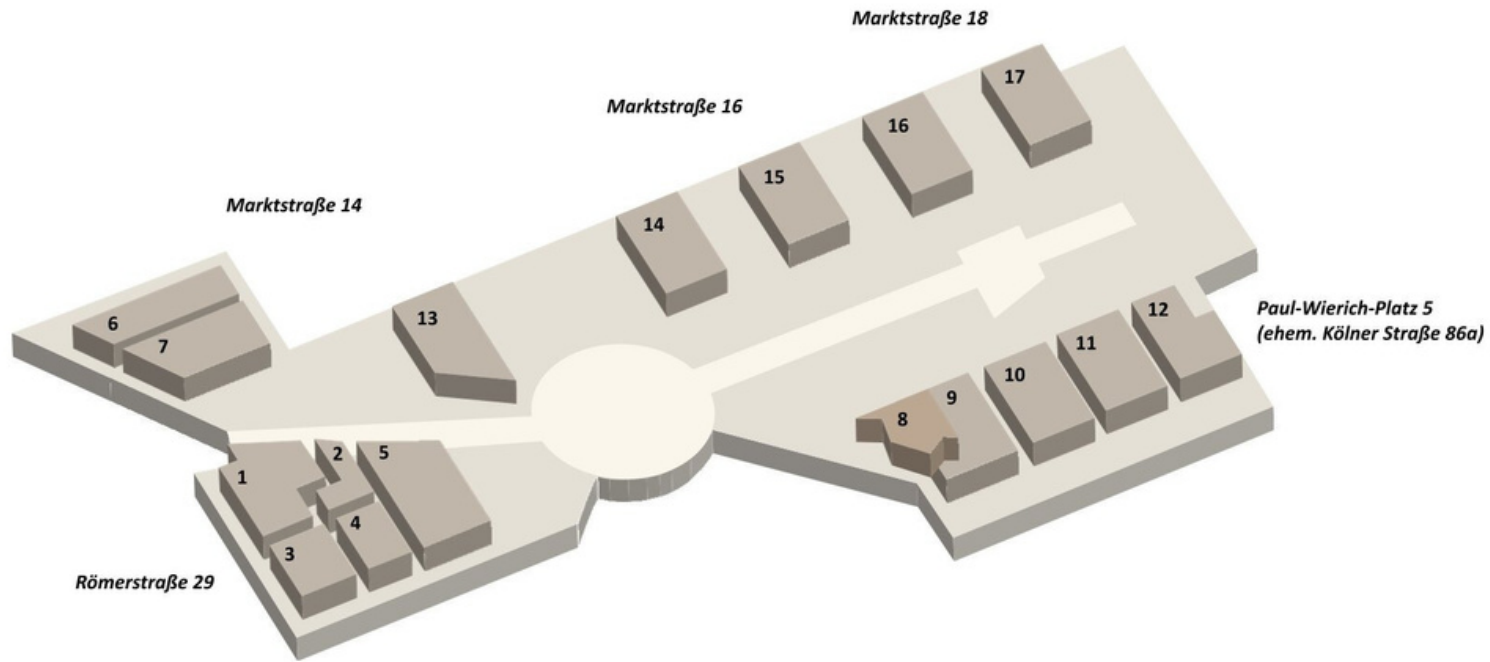 Marktstraße 18
17
Marktstraße 16
16
15
Marktstraße 14
14
6
13
7
12
Paul-Wierich-Platz 5
(ehem. Kölner Straße 86a)
11
10
9
8
1
2
5
4
3
Römerstraße 29